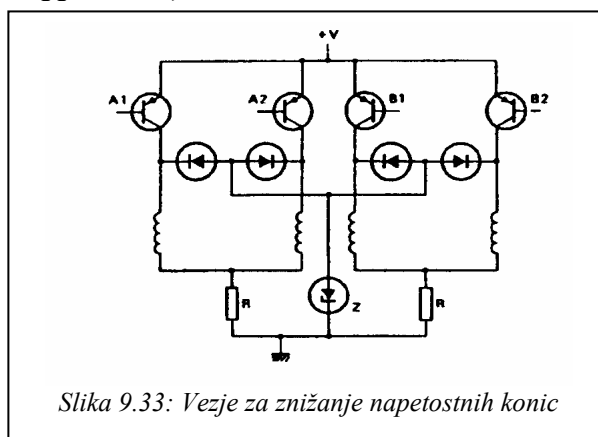 +V
A1 A2 B1 B2
R Z R
Slika 9.33: Vezje za znižanje napetostnih konic